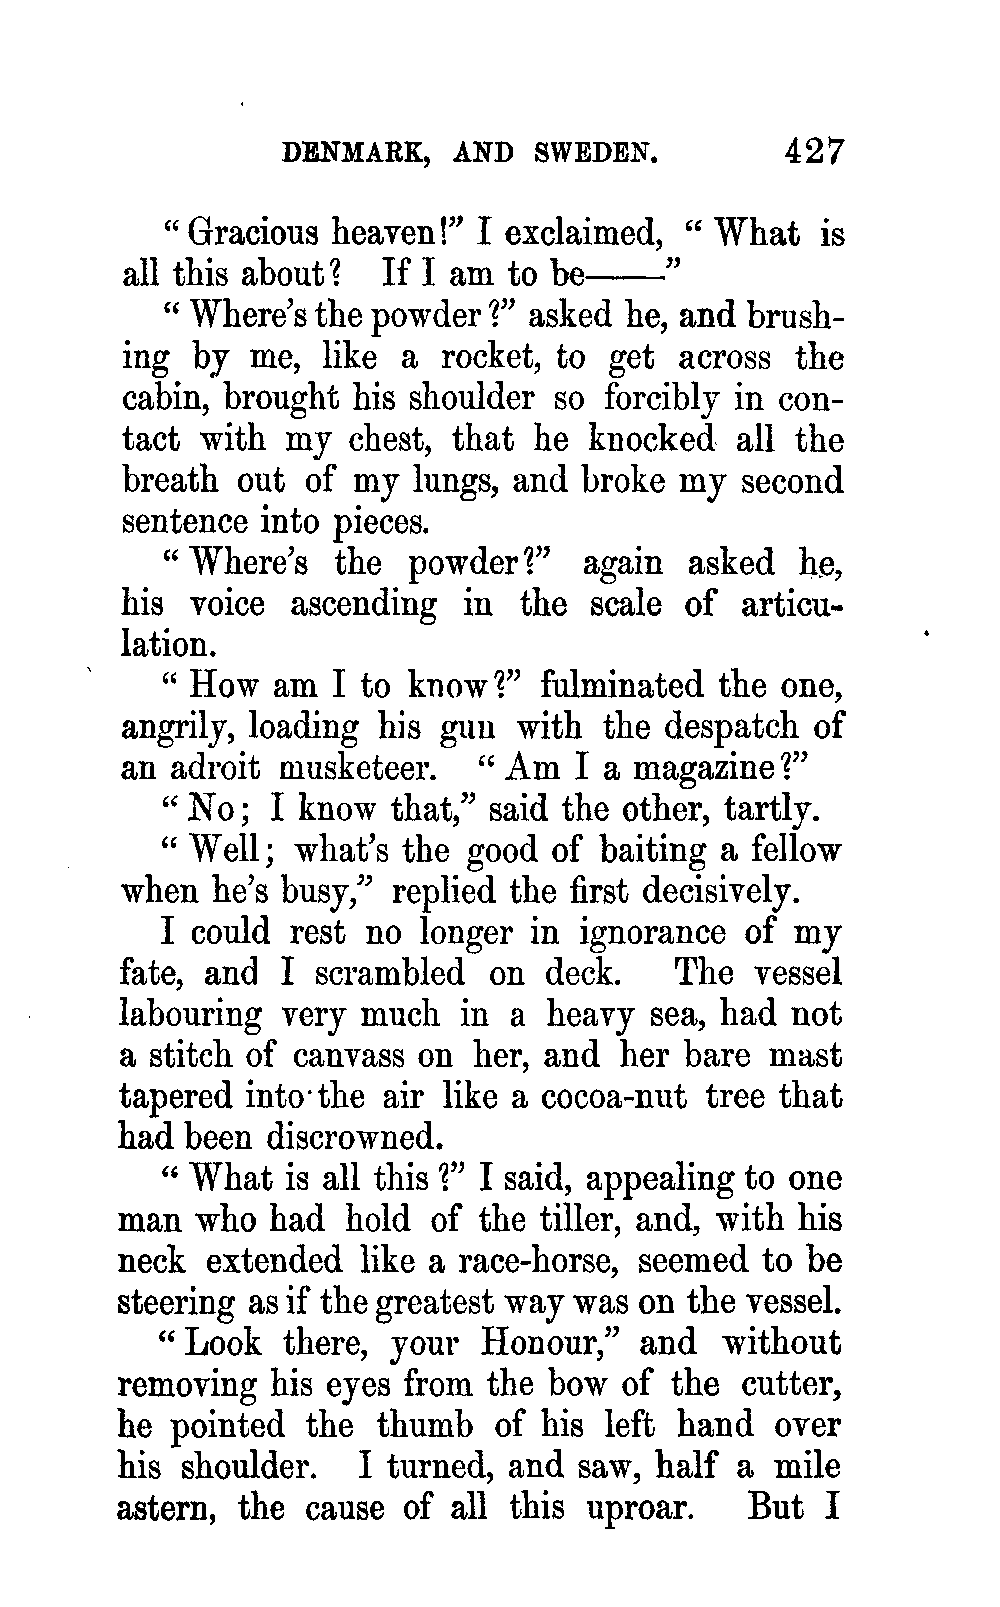 DENMARK, AND SWEDEN. 427
“Gracious heaven!” I exclaimed, “What is
all this about? If I am to be——”
“Where's the powder?” asked he, and brush-
ing by me, like a rocket, to get across the
cabin, brought his shoulder so forcibly in con-
tact with my chest, that he knocked all the
breath out of my lungs, and broke my second
sentence into pieces.
“Where's the powder?” again asked he,
his voice ascending in the scale of articu-
lation.
“How am I to know?” fulminated the one,
angrily, loading his gun with the despatch of
an adroit musketeer. “Am I a magazine?”
“No; I know that,” said the other, tartly.
“Well; what's the good of baiting a fellow
when he's busy,” replied the first decisively.
I could rest no longer in ignorance of my
fate, and I scrambled on deck. The vessel
labouring very much in a heavy sea, had not
a stitch of canvass on her, and her bare mast
tapered into the air like a cocoa-nut tree that
had been discrowned.
“What is all this?” I said, appealing to one
man who had hold of the tiller, and, with his
neck extended like a race-horse, seemed to be
steering as if the greatest way was on the vessel.
“Look there, your Honour,” and without
removing his eyes from the bow of the cutter,
he pointed the thumb of his left hand over
his shoulder. I turned, and saw, half a mile
astern, the cause of all this uproar. But I